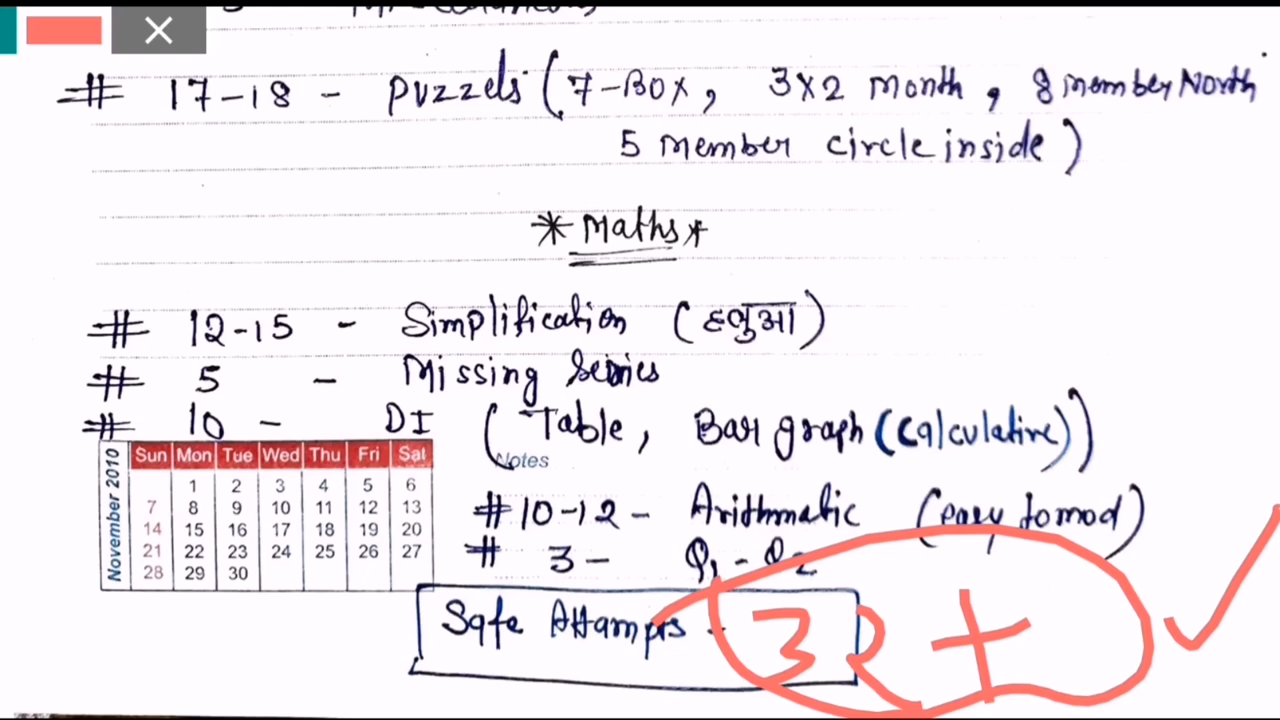 # 17-18 - Puzzels (7-Box, 3x2 month, 8 member North
5 member circle inside)
* Maths *
# 12-15 - Simplification (हलुआ)
# 5 - Missing Series
# 10 - DI (Table, Bar graph (calculative))
Notes
November 2010
Sun Mon Tue Wed Thu Fri Sat
1 2 3 4 5 6
7 8 9 10 11 12 13
14 15 16 17 18 19 20
21 22 23 24 25 26 27
28 29 30
# 10-12 - Arithmatic (easy to mod)
# 3 - Q1 - Q2
Safe Attampts - 32+